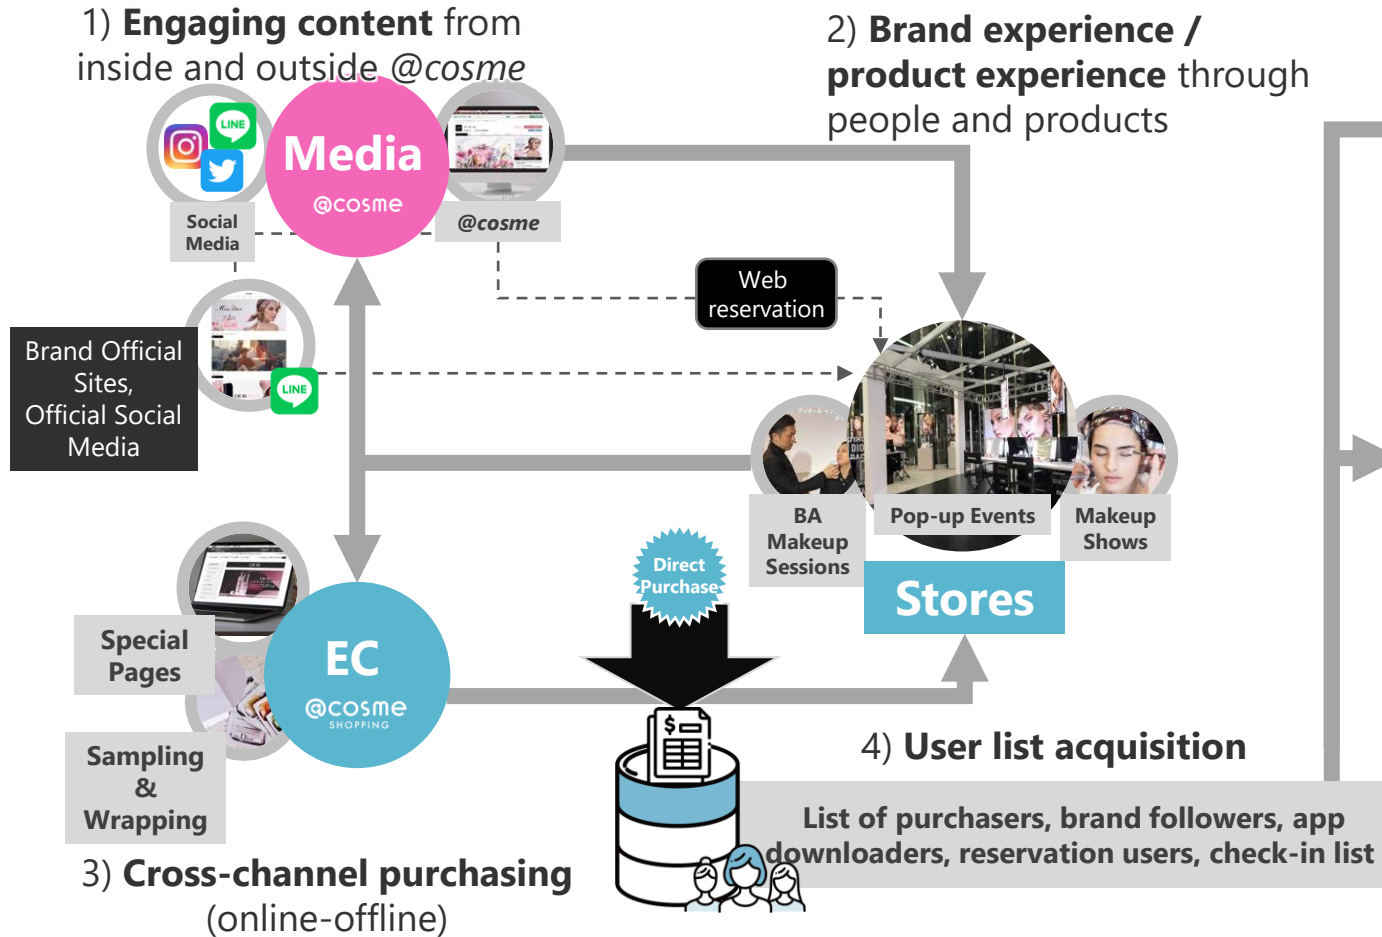 1) Engaging content from
inside and outside @cosme
2) Brand experience /
product experience through
people and products
LINE
Media
@cosme
Social
Media
@cosme
Web
reservation
Brand Official
Sites,
Official Social
Media
LINE
BA
Makeup
Sessions
Pop-up Events
Makeup
Shows
Stores
Direct
Purchase
Special
Pages
EC
@cosme
SHOPPING
Sampling
&
Wrapping
$
4) User list acquisition
List of purchasers, brand followers, app
downloaders, reservation users, check-in list
3) Cross-channel purchasing
(online-offline)